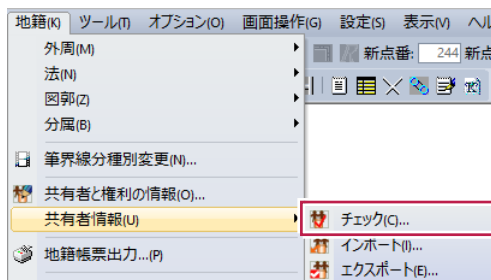 地籍(K) ツール(T) オプション(O) 画面操作(G) 設定(S) 表示(V) ヘル
外周(M)
新点番: 244 新点
法(N)
図郭(Z)
分属(B)
筆界線分種別変更(N)...
共有者と権利の情報(O)...
共有者情報(U)
チェック(C)...
インポート(I)...
地籍帳票出力...(P)
エクスポート(E)...